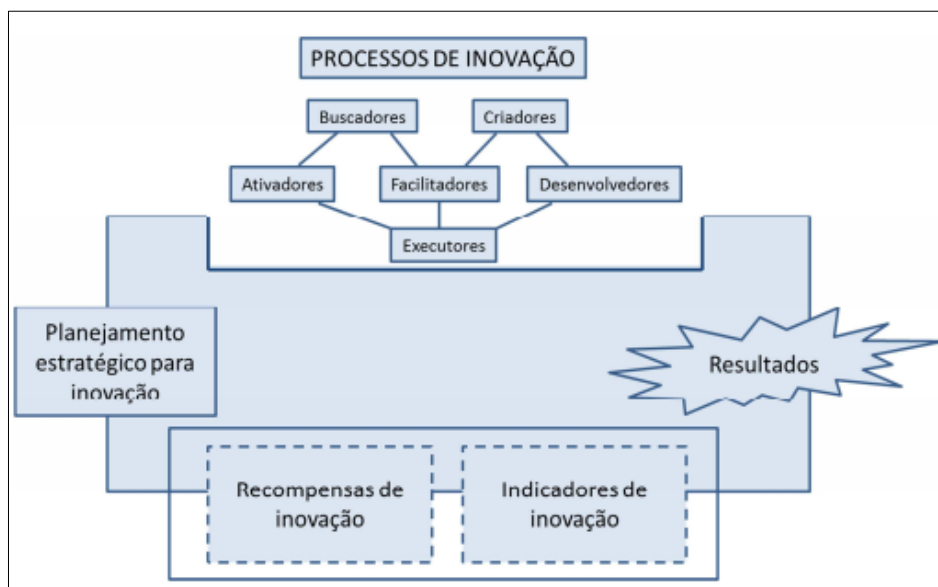 PROCESSOS DE INOVAÇÃO
Buscadores
Criadores
Ativadores
Facilitadores
Desenvolvedores
Executores
Planejamento
estratégico para
inovação
Resultados
Recompensas de
inovação
Indicadores de
inovação